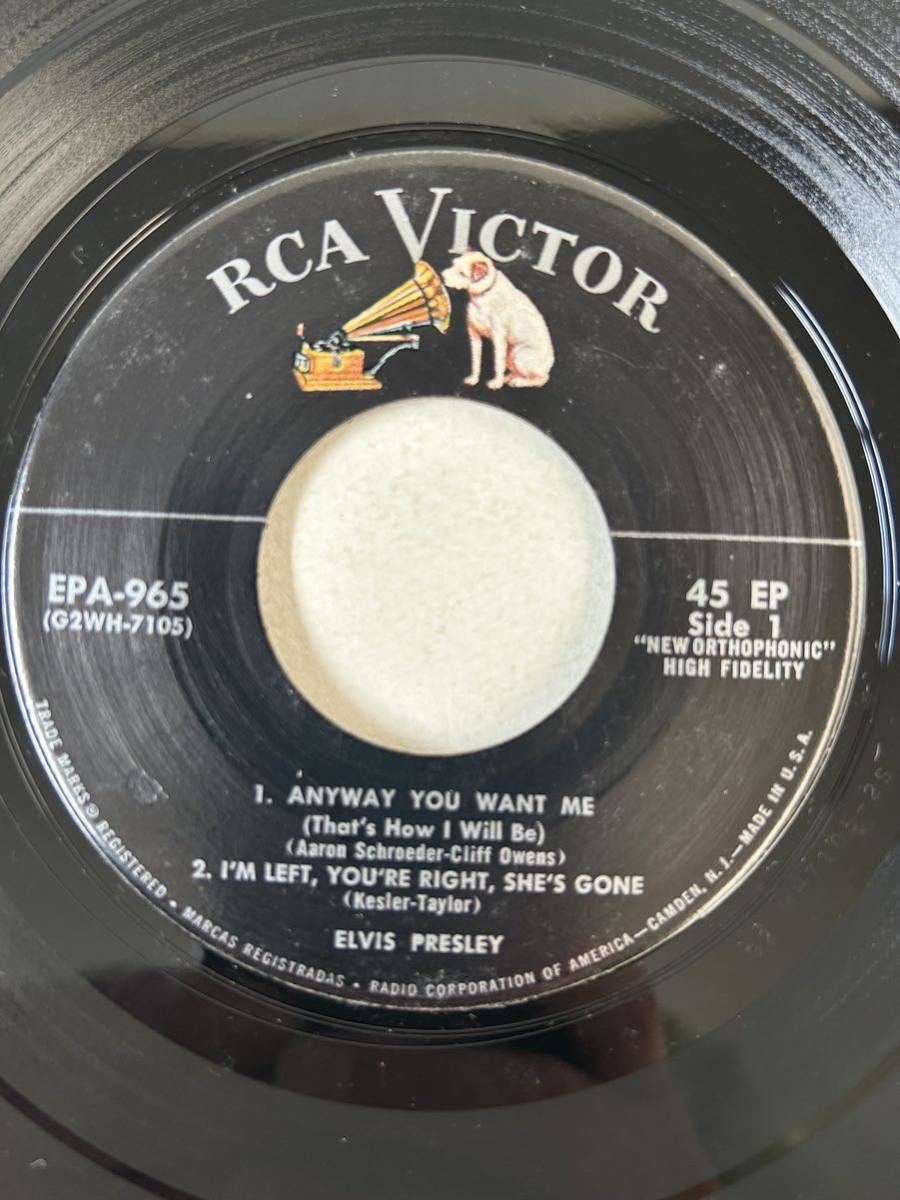 RCA VICTOR
EPA-965
(G2WH-7105)
45 EP
Side 1
"NEW ORTHOPHONIC"
HIGH FIDELITY
1. ANYWAY YOU WANT ME
(That's How I Will Be)
(Aaron Schroeder-Cliff Owens)
2. I'M LEFT, YOU'RE RIGHT, SHE'S GONE
(Kesler-Taylor)
ELVIS PRESLEY
TRADE MARKS ® REGISTERED • MARCAS REGISTRADAS • RADIO CORPORATION OF AMERICA—CAMDEN, N. J.—MADE IN U.S.A.